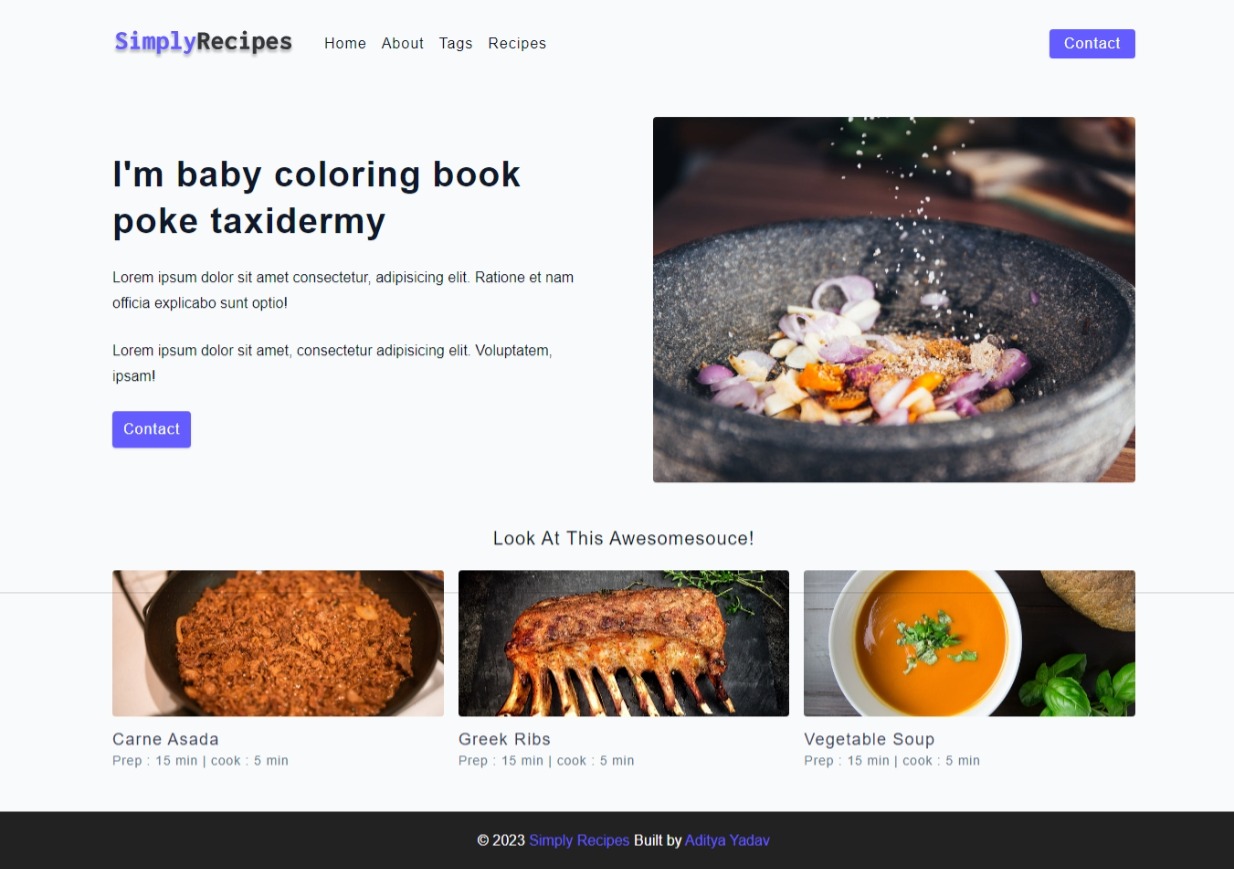 SimplyRecipes Home About Tags Recipes Contact
I'm baby coloring book
poke taxidermy
Lorem ipsum dolor sit amet consectetur, adipisicing elit. Ratione et nam
officia explicabo sunt optio!
Lorem ipsum dolor sit amet, consectetur adipisicing elit. Voluptatem,
ipsam!
Contact
Look At This Awesomesouce!
Carne Asada
Prep : 15 min | cook : 5 min
Greek Ribs
Prep : 15 min | cook : 5 min
Vegetable Soup
Prep : 15 min | cook : 5 min
© 2023 Simply Recipes Built by Aditya Yadav